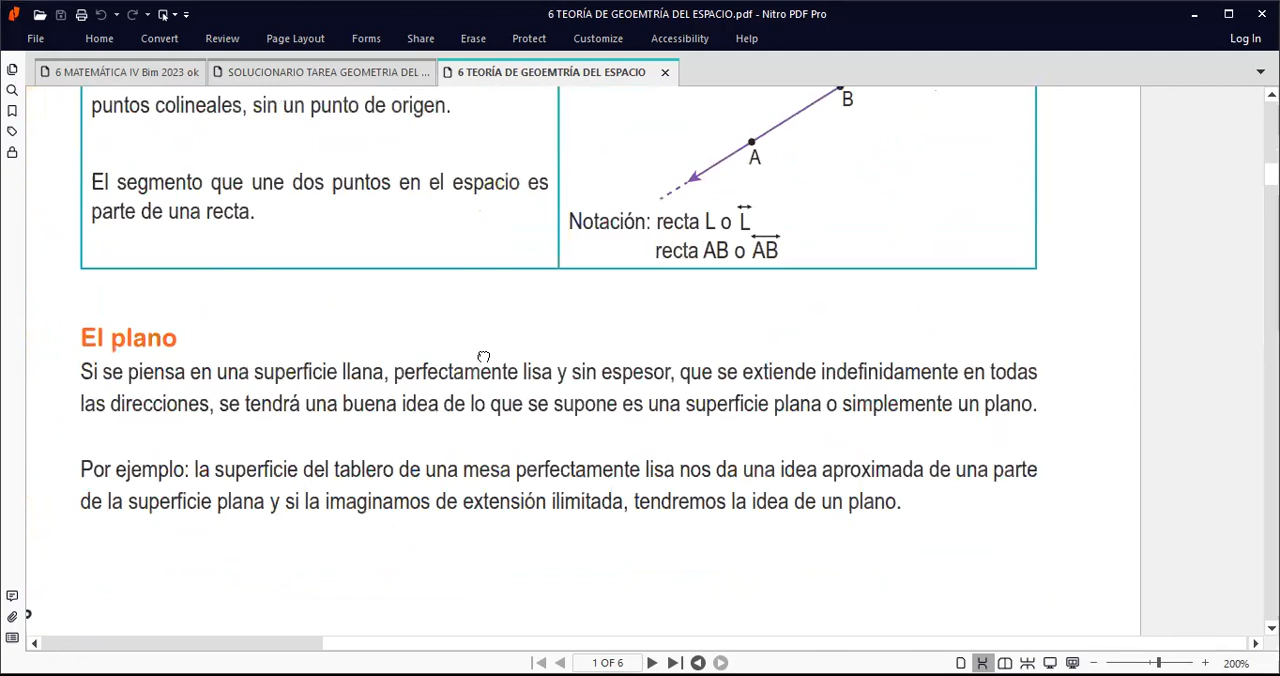 6 TEORÍA DE GEOEMTRÍA DEL ESPACIO.pdf - Nitro PDF Pro
File Home Convert Review Page Layout Forms Share Erase Protect Customize Accessibility Help Log In
6 MATEMÁTICA IV Bim 2023 ok SOLUCIONARIO TAREA GEOMETRIA DEL ... 6 TEORÍA DE GEOEMTRÍA DEL ESPACIO
puntos colineales, sin un punto de origen.
El segmento que une dos puntos en el espacio es
parte de una recta.
B
A
Notación: recta L o L
recta AB o AB
El plano
Si se piensa en una superficie llana, perfectamente lisa y sin espesor, que se extiende indefinidamente en todas
las direcciones, se tendrá una buena idea de lo que se supone es una superficie plana o simplemente un plano.
Por ejemplo: la superficie del tablero de una mesa perfectamente lisa nos da una idea aproximada de una parte
de la superficie plana y si la imaginamos de extensión ilimitada, tendremos la idea de un plano.
1 OF 6
200%